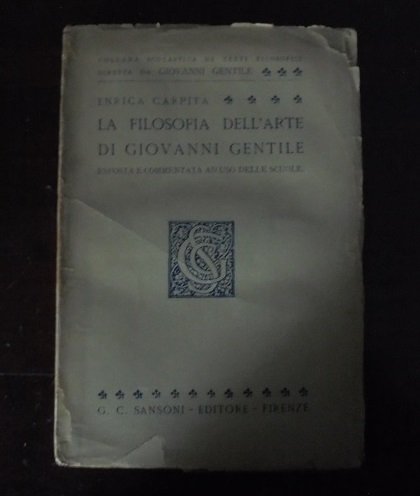 COLLANA SCOLASTICA DI TESTI FILOSOFICI
DIRETTA DA GIOVANNI GENTILE
ENRICA CARPITA
LA FILOSOFIA DELL'ARTE
DI GIOVANNI GENTILE
ESPOSTA E COMMENTATA AD USO DELLE SCUOLE.
G. C. SANSONI - EDITORE - FIRENZE